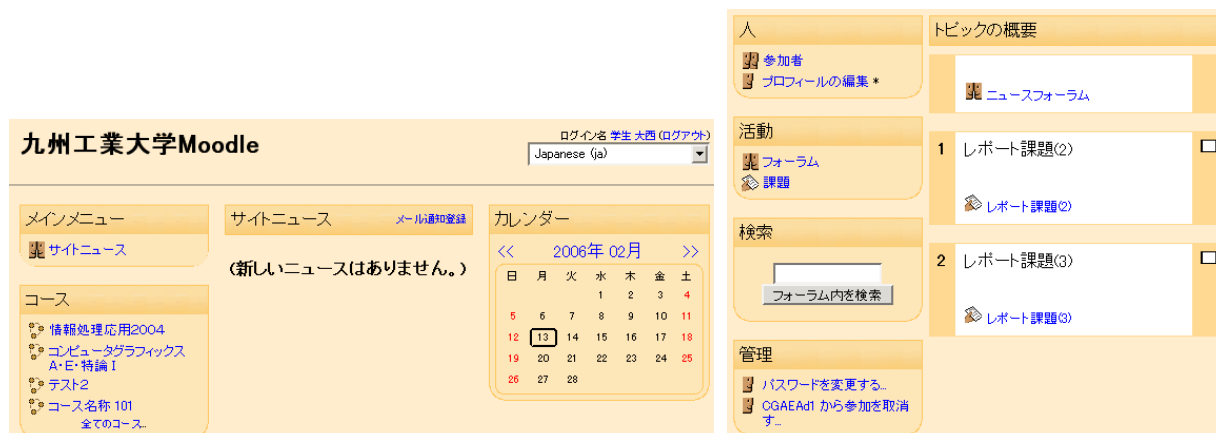 九州工業大学Moodle
ログイン名 学生 大西 (ログアウト)
Japanese (ja)
メインメニュー
サイトニュース
コース
情報処理応用2004
コンピュータグラフィックス
A・E・特論 I
テスト2
コース名称 101
全てのコース...
サイトニュース
メール通知登録
(新しいニュースはありません。)
カレンダー
<< 2006年 02月 >>
日 月 火 水 木 金 土
1 2 3 4
5 6 7 8 9 10 11
12 13 14 15 16 17 18
19 20 21 22 23 24 25
26 27 28
人
参加者
プロフィールの編集 *
活動
フォーラム
課題
検索
フォーラム内を検索
管理
パスワードを変更する...
CGAEAd1 から参加を取消
す...
トピックの概要
ニュースフォーラム
1 レポート課題(2)
レポート課題(2)
2 レポート課題(3)
レポート課題(3)